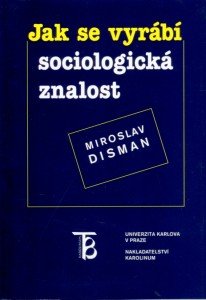 Jak se vyrábí
sociologická
znalost
MIROSLAV
DISMAN
UNIVERZITA KARLOVA
V PRAZE
NAKLADATELSTVÍ
KAROLINUM